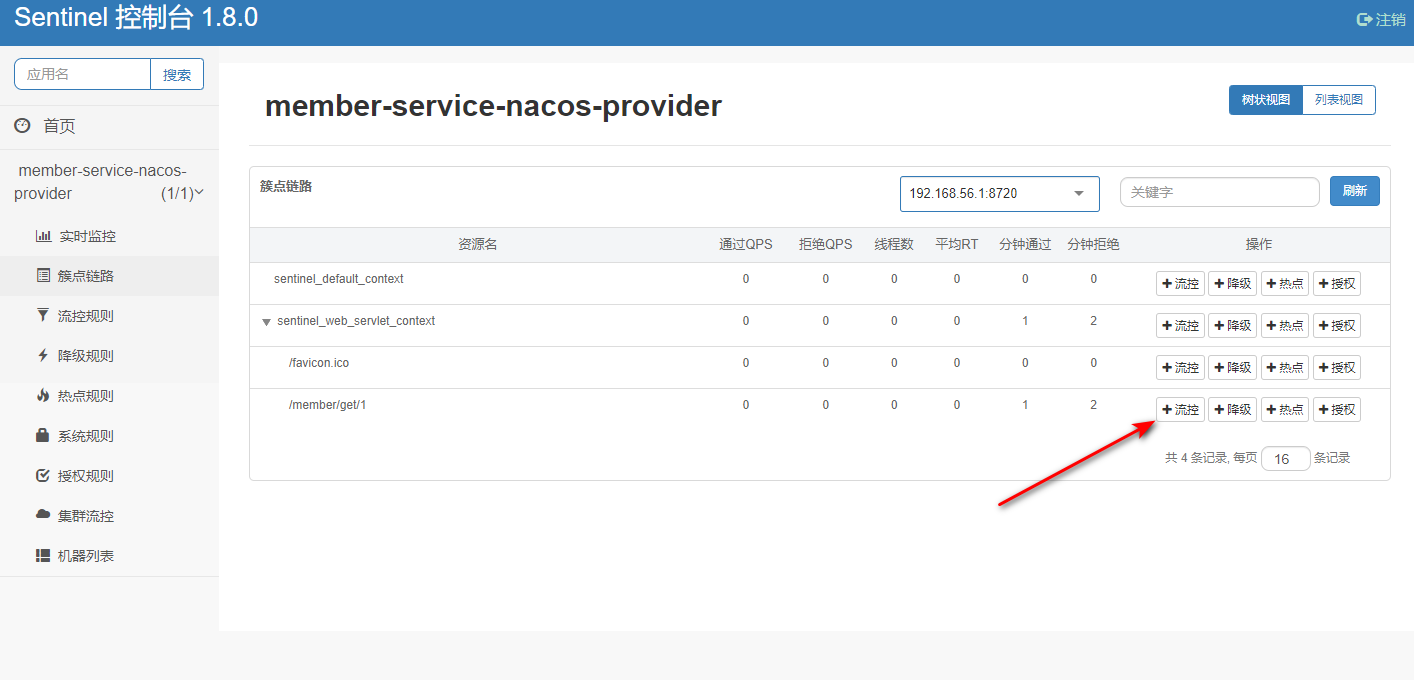 Sentinel 控制台 1.8.0
注销
应用名 搜索
首页
member-service-nacos-
provider (1/1)
实时监控
簇点链路
流控规则
降级规则
热点规则
系统规则
授权规则
集群流控
机器列表
member-service-nacos-provider
树状视图 列表视图
簇点链路 192.168.56.1:8720 关键字 刷新
资源名 通过QPS 拒绝QPS 线程数 平均RT 分钟通过 分钟拒绝 操作
sentinel_default_context 0 0 0 0 0 0 流控 降级 热点 授权
sentinel_web_servlet_context 0 0 0 0 1 2 流控 降级 热点 授权
/favicon.ico 0 0 0 0 0 0 流控 降级 热点 授权
/member/get/1 0 0 0 0 1 2 流控 降级 热点 授权
共 4 条记录, 每页 16 条记录